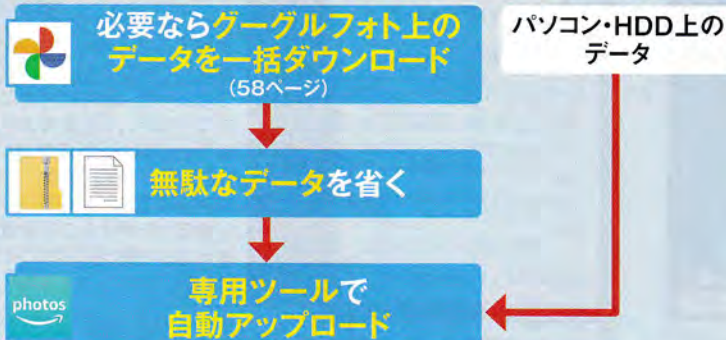 必要ならグーグルフォト上の
データを一括ダウンロード
(58ページ)
パソコン・HDD上の
データ
無駄なデータを省く
photos
専用ツールで
自動アップロード